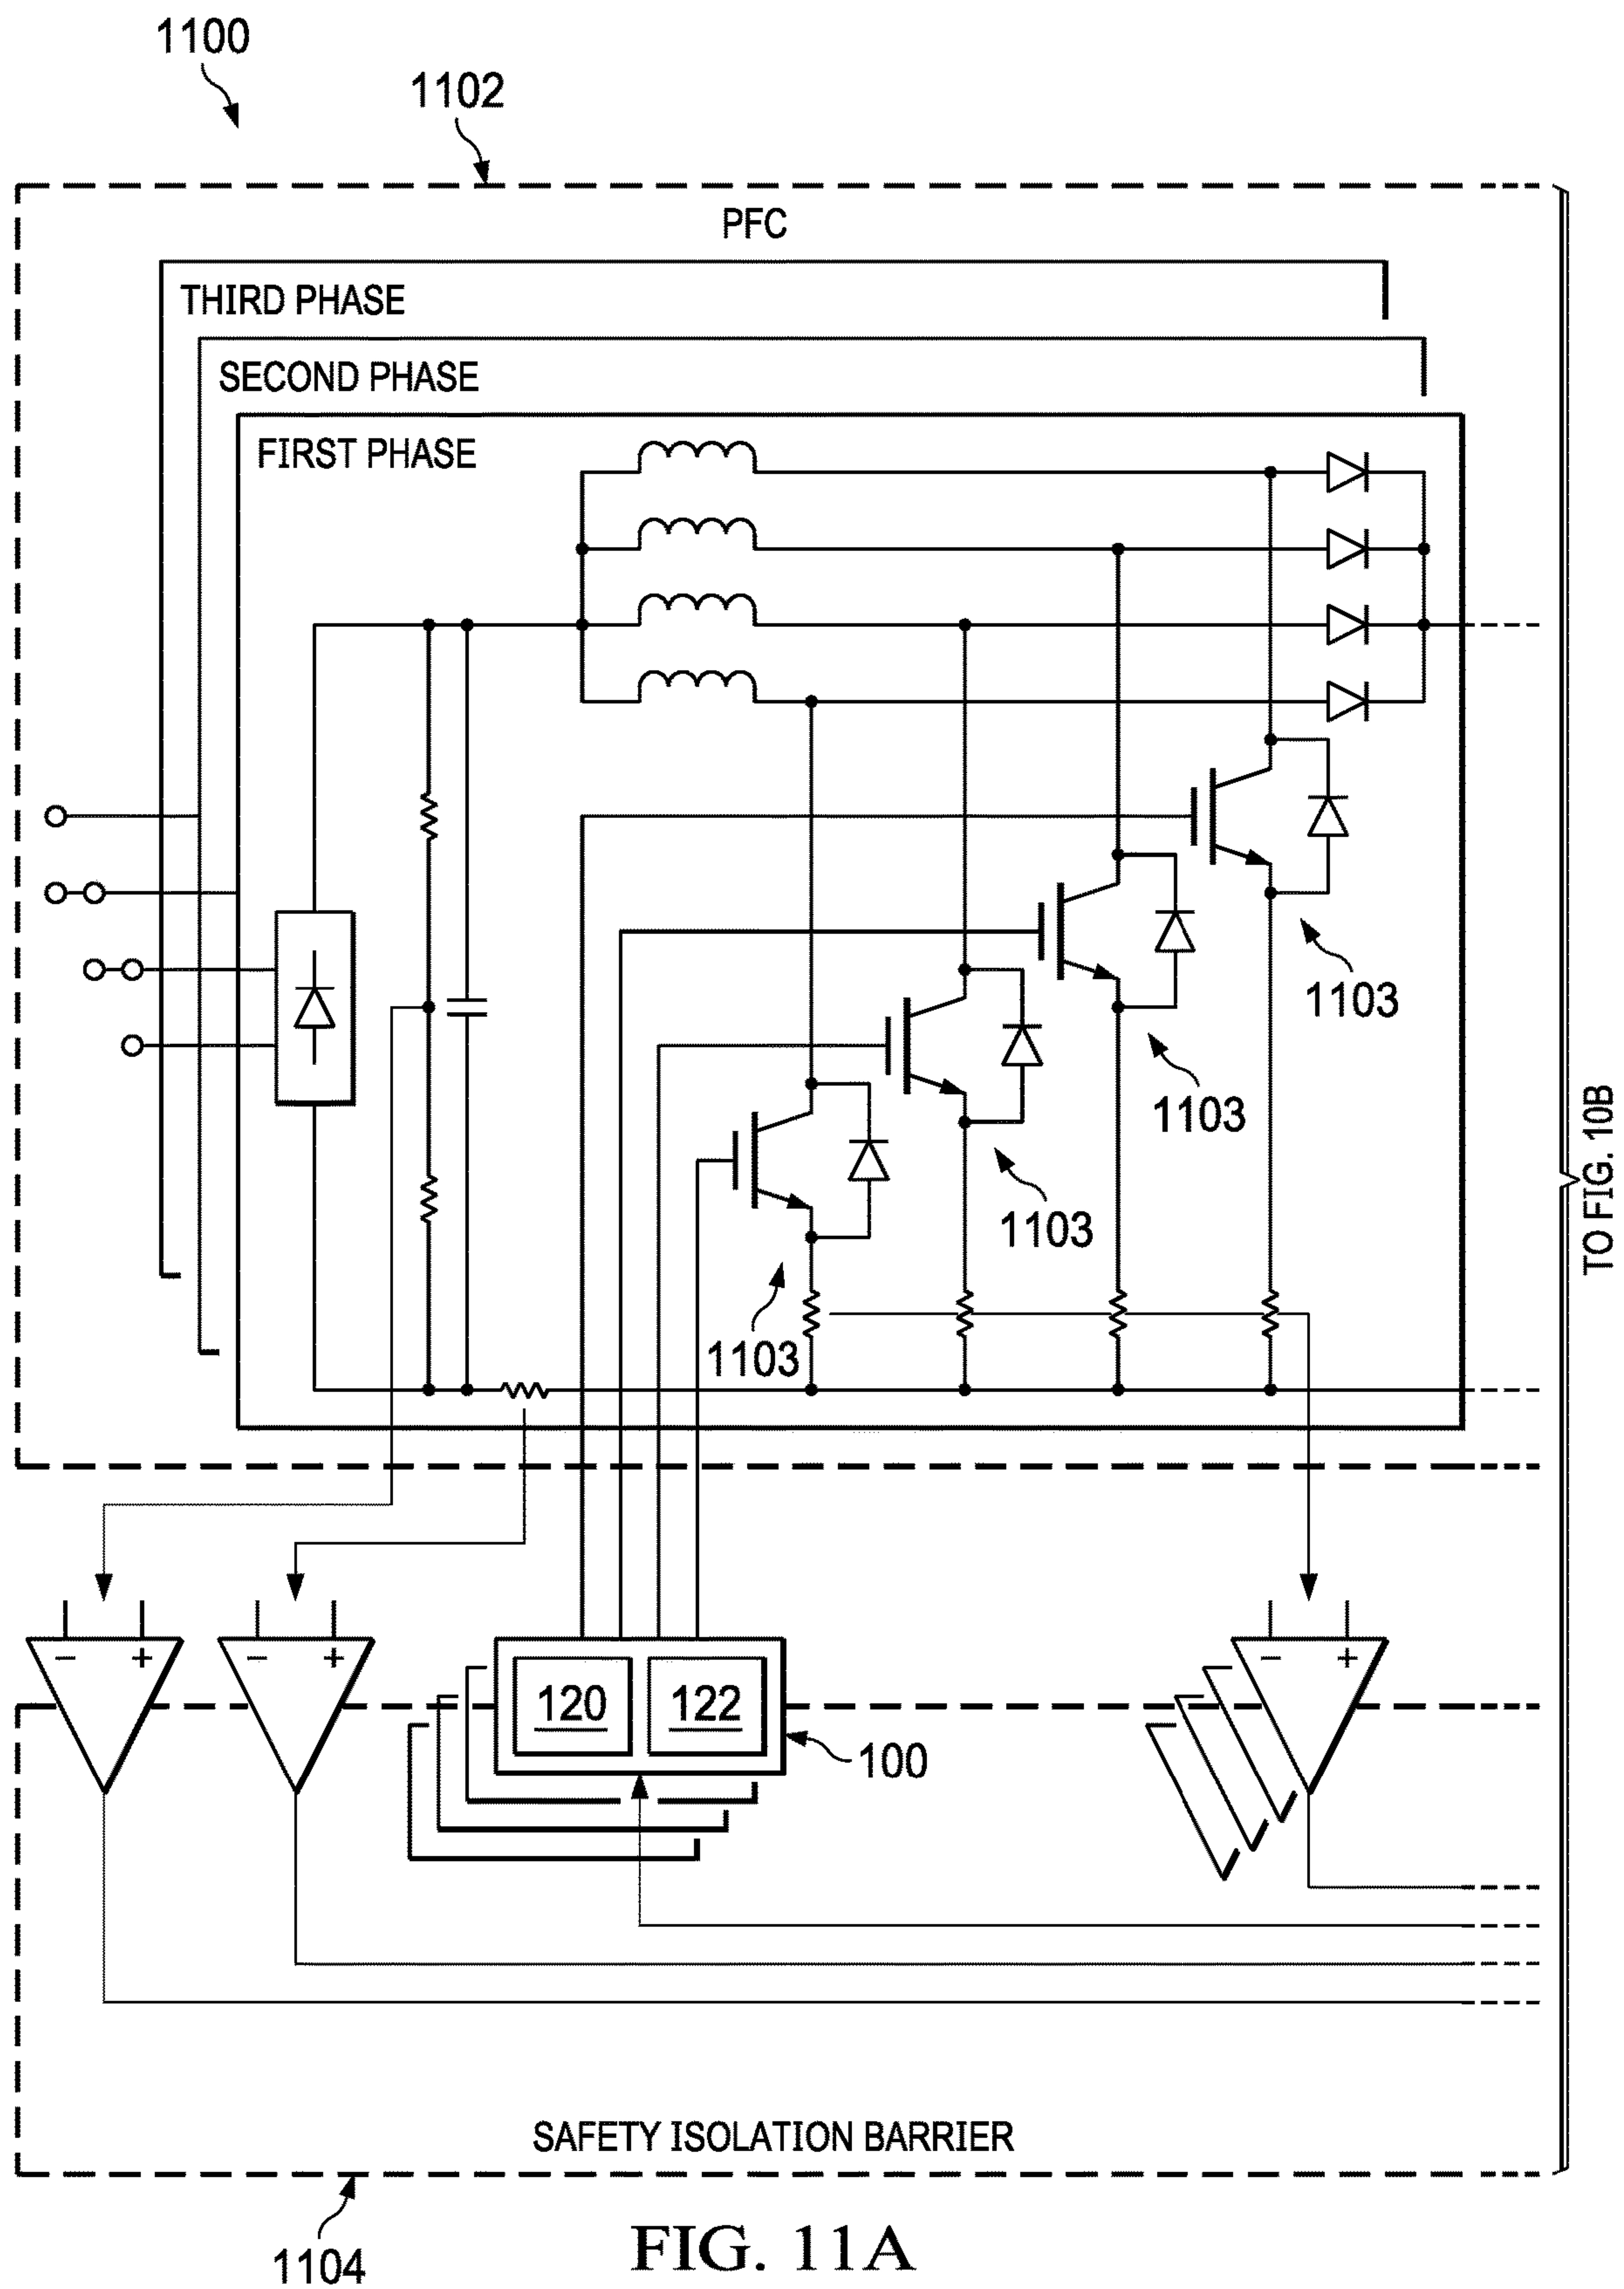 1100
1102
PFC
THIRD PHASE
SECOND PHASE
FIRST PHASE
1103
1103
1103
1103
TO FIG. 10B
− +
− +
− +
120
122
100
SAFETY ISOLATION BARRIER
1104
FIG. 11A